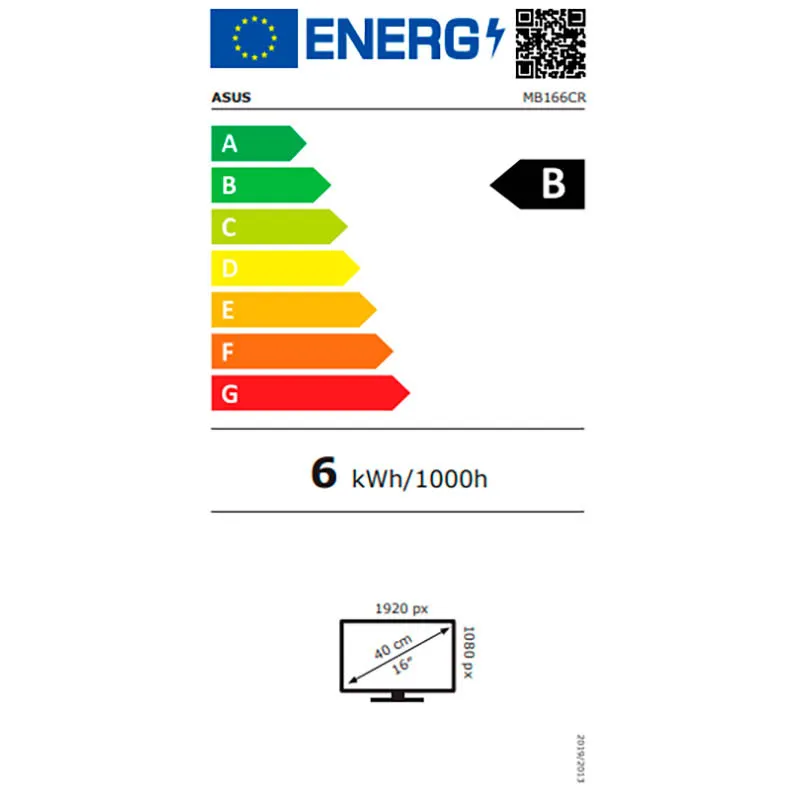 ENERG
ASUS MB166CR
A
B
B
C
D
E
F
G
6 kWh/1000h
1920 px
40 cm
16"
1080 px
2019/2013